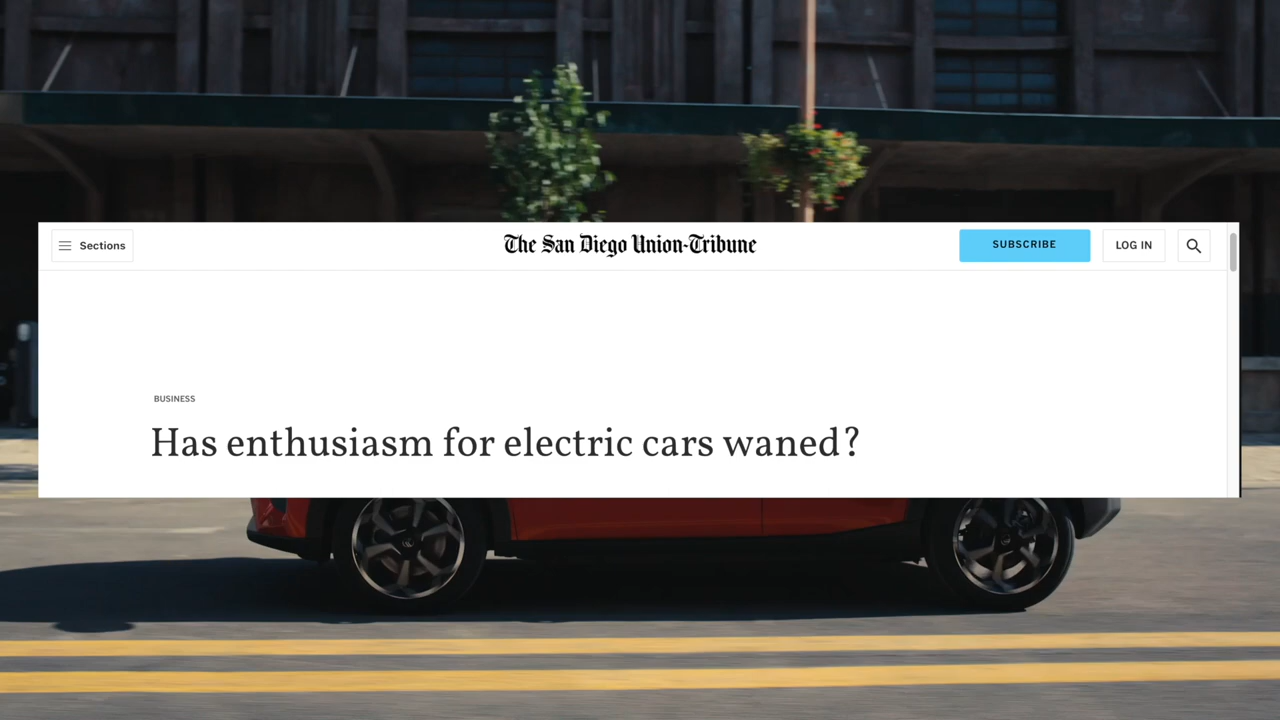 Sections
The San Diego Union-Tribune
SUBSCRIBE
LOG IN
BUSINESS
Has enthusiasm for electric cars waned?